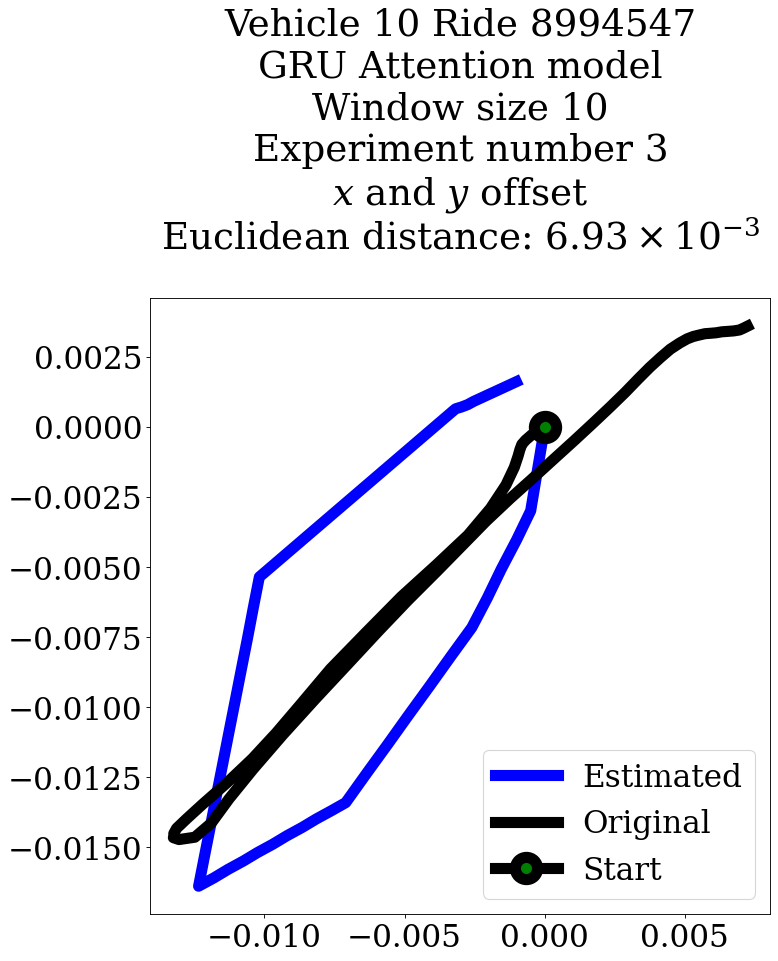 Vehicle 10 Ride 8994547
GRU Attention model
Window size 10
Experiment number 3
x and y offset
Euclidean distance: 6.93 × 10⁻³
0.0025
0.0000
−0.0025
−0.0050
−0.0075
−0.0100
−0.0125
−0.0150
Estimated
Original
Start
−0.010 −0.005 0.000 0.005